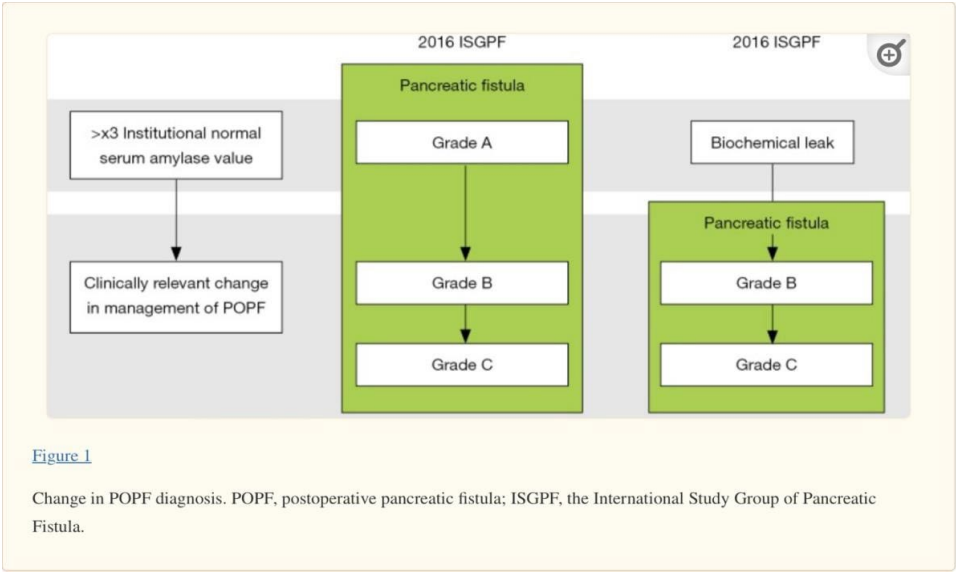 2016 ISGPF
2016 ISGPF
Pancreatic fistula
>x3 Institutional normal
serum amylase value
Grade A
Biochemical leak
Pancreatic fistula
Clinically relevant change
in management of POPF
Grade B
Grade B
Grade C
Grade C
Figure 1
Change in POPF diagnosis. POPF, postoperative pancreatic fistula; ISGPF, the International Study Group of Pancreatic
Fistula.